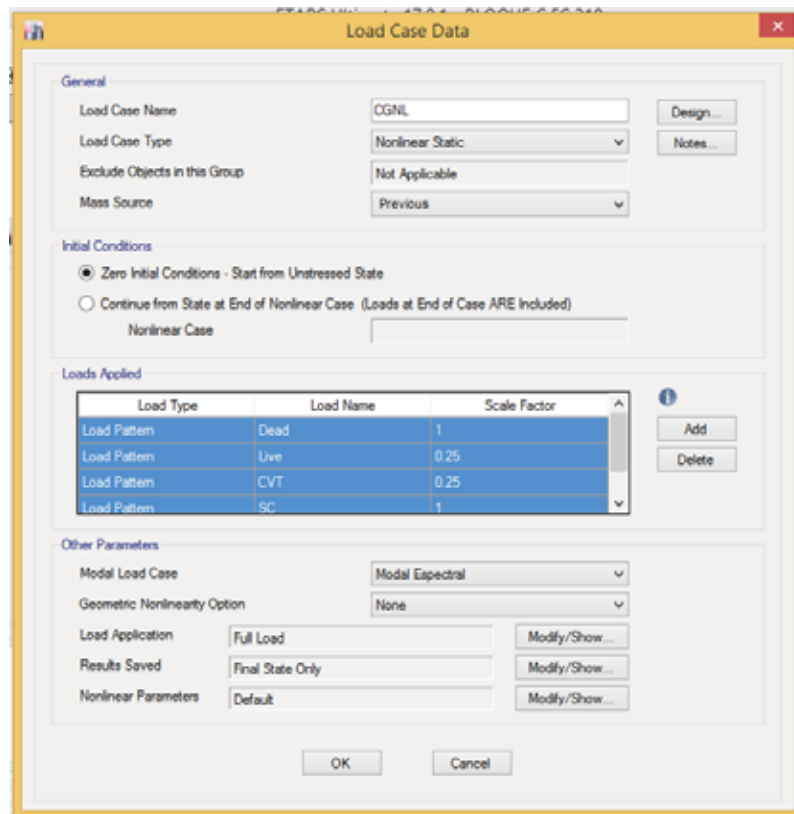 Load Case Data
General
Load Case Name CGNL Design...
Load Case Type Nonlinear Static Notes...
Exclude Objects in this Group Not Applicable
Mass Source Previous
Initial Conditions
Zero Initial Conditions - Start from Unstressed State
Continue from State at End of Nonlinear Case (Loads at End of Case ARE Included)
Nonlinear Case
Loads Applied
Load Type Load Name Scale Factor
Load Pattern Dead 1 Add
Load Pattern Live 0.25 Delete
Load Pattern CVT 0.25
Load Pattern SC 1
Other Parameters
Modal Load Case Modal Espectral
Geometric Nonlinearity Option None
Load Application Full Load Modify/Show...
Results Saved Final State Only Modify/Show...
Nonlinear Parameters Default Modify/Show...
OK Cancel